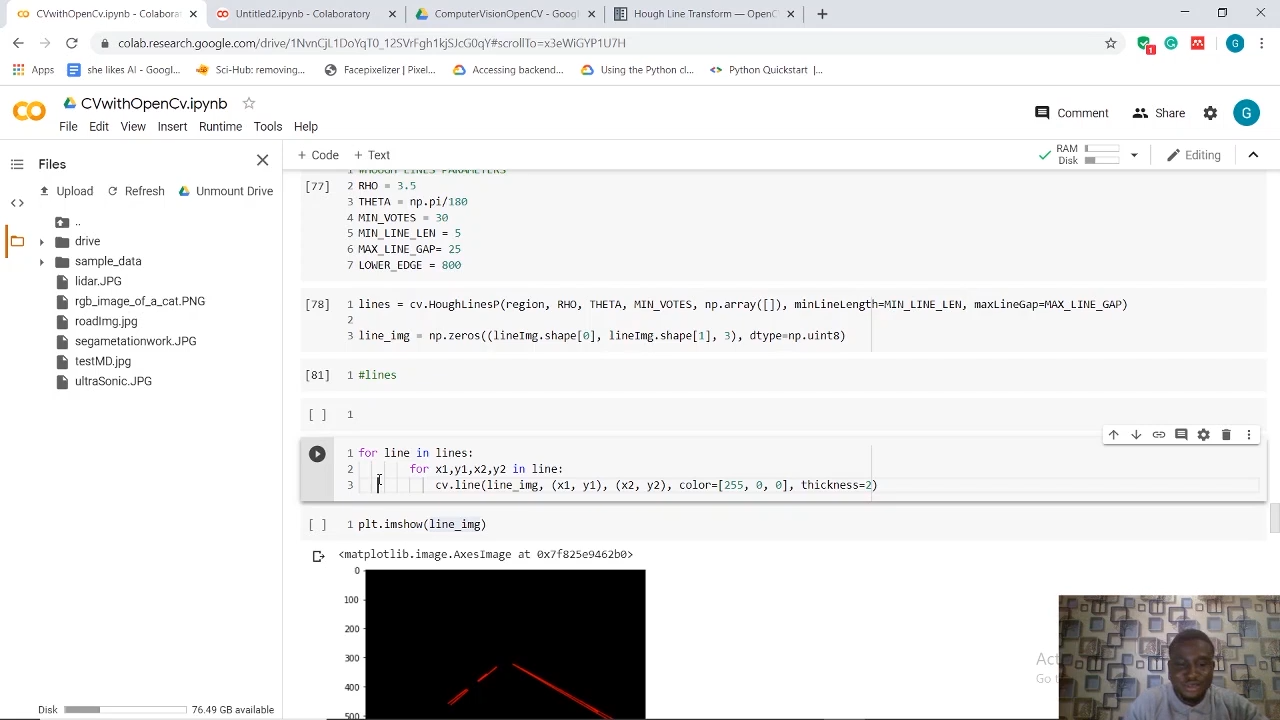 CVwithOpenCv.ipynb - Colaborat
Untitled2.ipynb - Colaboratory
ComputerVisionOpenCV - Goog
Hough Line Transform — OpenC
colab.research.google.com/drive/1NvnCjL1DoYqT0_12SVrFgh1kjSJcG0qY#scrollTo=x3eWiGYP1U7H
1
G
Apps
she likes AI - Googl...
Sci-Hub: removing...
Facepixelizer | Pixel...
Accessing backend...
Using the Python cl...
Python Quickstart |...
CVwithOpenCv.ipynb
Comment
Share
G
File Edit View Insert Runtime Tools Help
Files
+ Code + Text
RAM
Disk
Editing
Upload Refresh Unmount Drive
..
drive
sample_data
lidar.JPG
rgb_image_of_a_cat.PNG
roadImg.jpg
segametationwork.JPG
testMD.jpg
ultraSonic.JPG
Disk 76.49 GB available
1 #HOUGH LINES PARAMETERS
[77] 2 RHO = 3.5
3 THETA = np.pi/180
4 MIN_VOTES = 30
5 MIN_LINE_LEN = 5
6 MAX_LINE_GAP= 25
7 LOWER_EDGE = 800
[78] 1 lines = cv.HoughLinesP(region, RHO, THETA, MIN_VOTES, np.array([]), minLineLength=MIN_LINE_LEN, maxLineGap=MAX_LINE_GAP)
2
3 line_img = np.zeros((lineImg.shape[0], lineImg.shape[1], 3), dtype=np.uint8)
[81] 1 #lines
[ ] 1
1 for line in lines:
2 for x1,y1,x2,y2 in line:
3 cv.line(line_img, (x1, y1), (x2, y2), color=[255, 0, 0], thickness=2)
[ ] 1 plt.imshow(line_img)
<matplotlib.image.AxesImage at 0x7f825e9462b0>
0
100
200
300
400
500
Act
Go